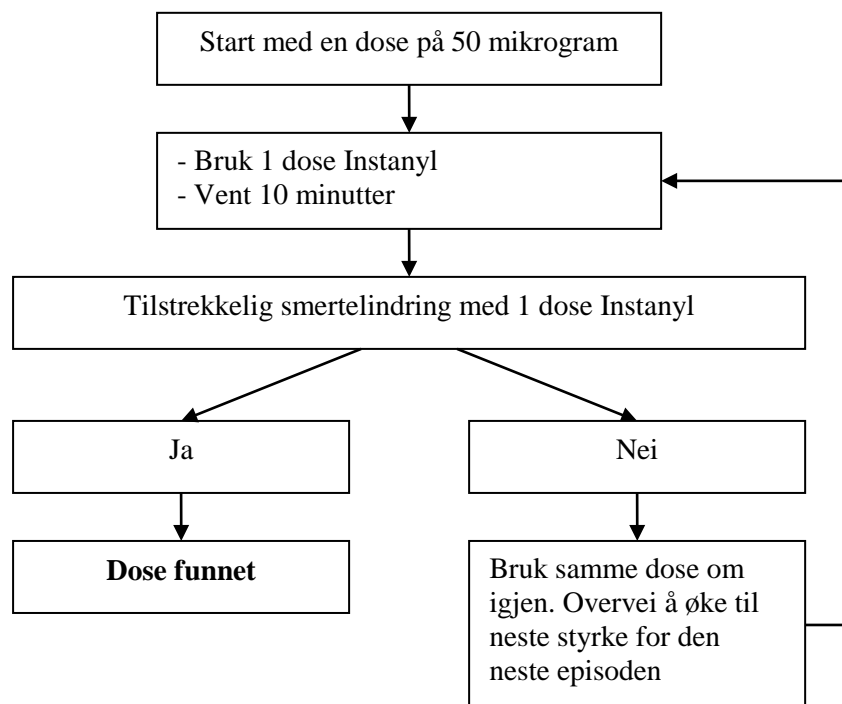 Start med en dose på 50 mikrogram
- Bruk 1 dose Instanyl
- Vent 10 minutter
Tilstrekkelig smertelindring med 1 dose Instanyl
Ja
Nei
Dose funnet
Bruk samme dose om
igjen. Overvei å øke til
neste styrke for den
neste episoden